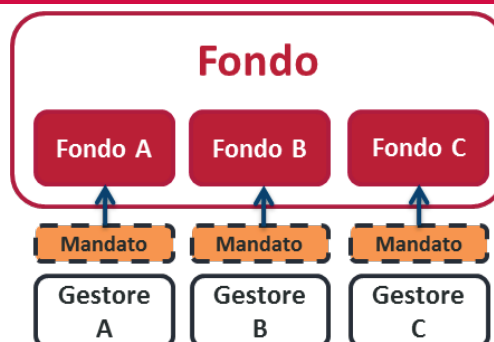 Fondo
Fondo A Fondo B Fondo C
Mandato Mandato Mandato
Gestore Gestore Gestore
A B C